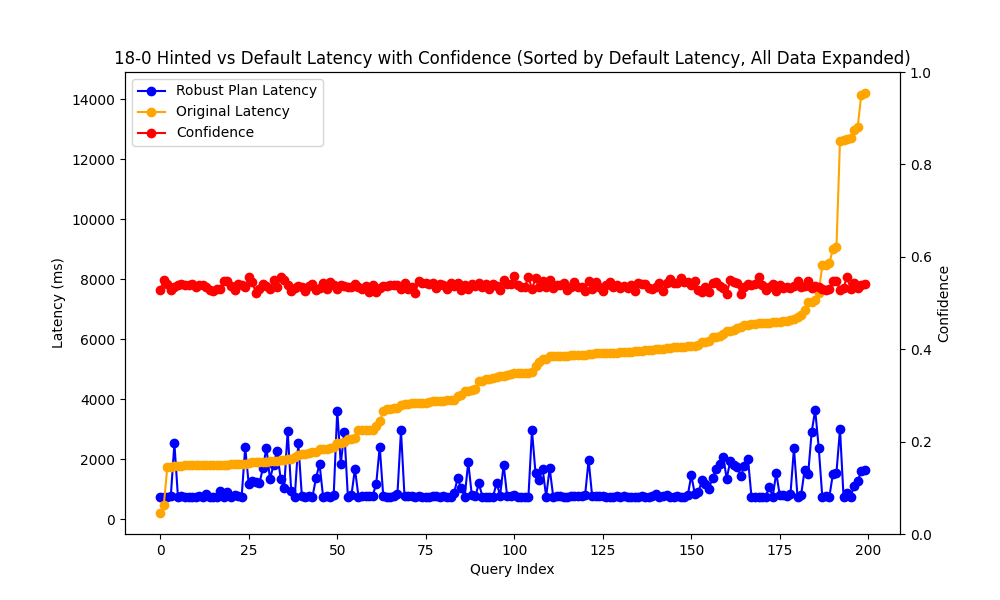 18-0 Hinted vs Default Latency with Confidence (Sorted by Default Latency, All Data Expanded)
Robust Plan Latency
Original Latency
Confidence
14000
12000
10000
8000
6000
4000
2000
0
Latency (ms)
1.0
0.8
0.6
0.4
0.2
0.0
Confidence
0 25 50 75 100 125 150 175 200
Query Index